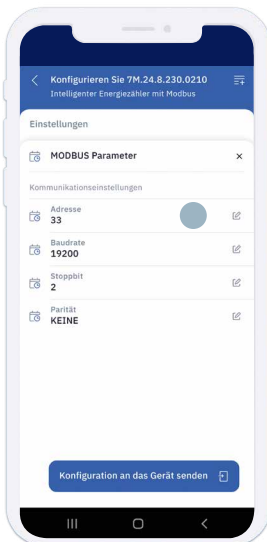 Konfigurieren Sie 7M.24.8.230.0210
Intelligenter Energiezähler mit Modbus
Einstellungen
MODBUS Parameter
Kommunikationseinstellungen
Adresse
33
Baudrate
19200
Stoppbit
2
Parität
KEINE
Konfiguration an das Gerät senden